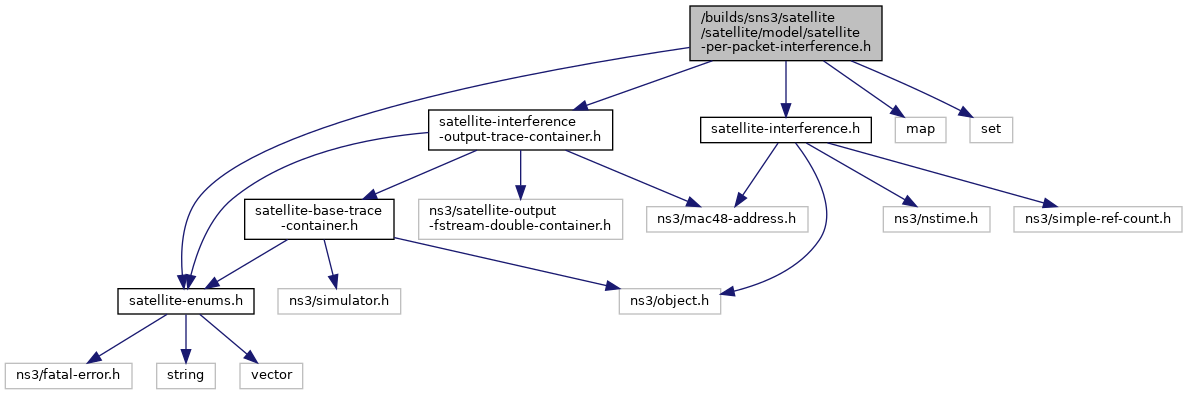 /builds/sns3/satellite
/satellite/model/satellite
-per-packet-interference.h
satellite-interference
-output-trace-container.h
satellite-interference.h
map
set
satellite-base-trace
-container.h
ns3/satellite-output
-fstream-double-container.h
ns3/mac48-address.h
ns3/nstime.h
ns3/simple-ref-count.h
satellite-enums.h
ns3/simulator.h
ns3/object.h
ns3/fatal-error.h
string
vector